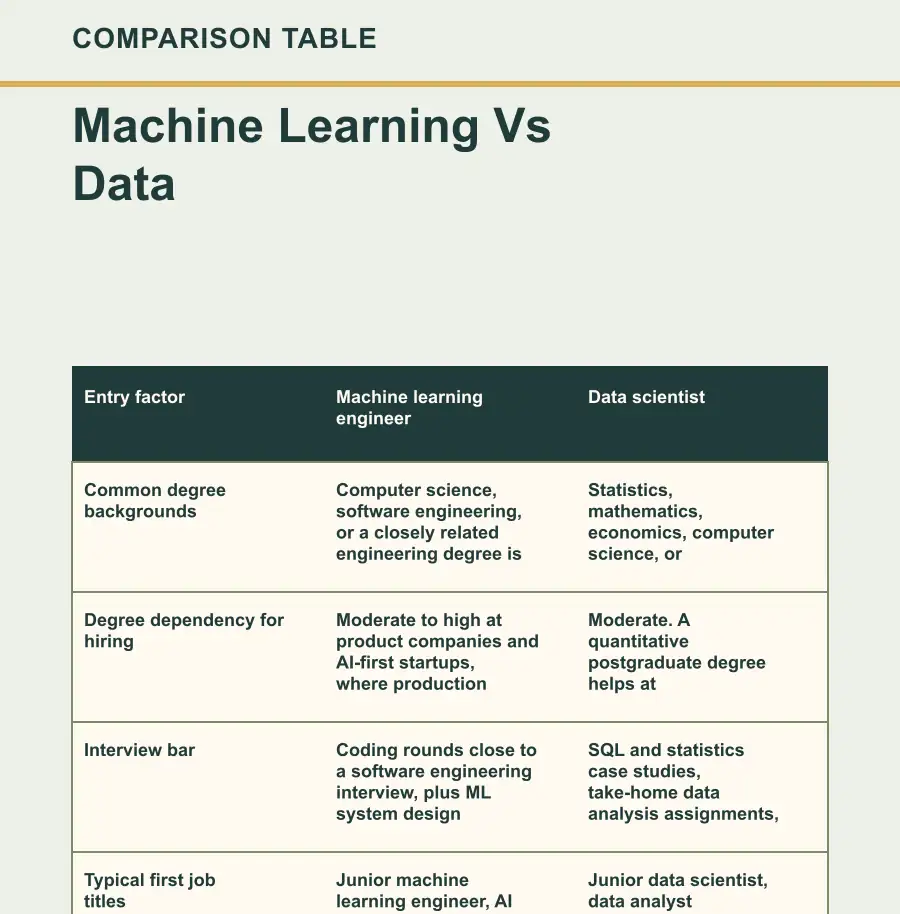 COMPARISON TABLE
Machine Learning Vs
Data
Entry factor
Machine learning
engineer
Data scientist
Common degree
backgrounds
Computer science,
software engineering,
or a closely related
engineering degree is
Statistics,
mathematics,
economics, computer
science, or
Degree dependency for
hiring
Moderate to high at
product companies and
AI-first startups,
where production
Moderate. A
quantitative
postgraduate degree
helps at
Interview bar
Coding rounds close to
a software engineering
interview, plus ML
system design
SQL and statistics
case studies,
take-home data
analysis assignments,
Typical first job
titles
Junior machine
learning engineer, AI
Junior data scientist,
data analyst